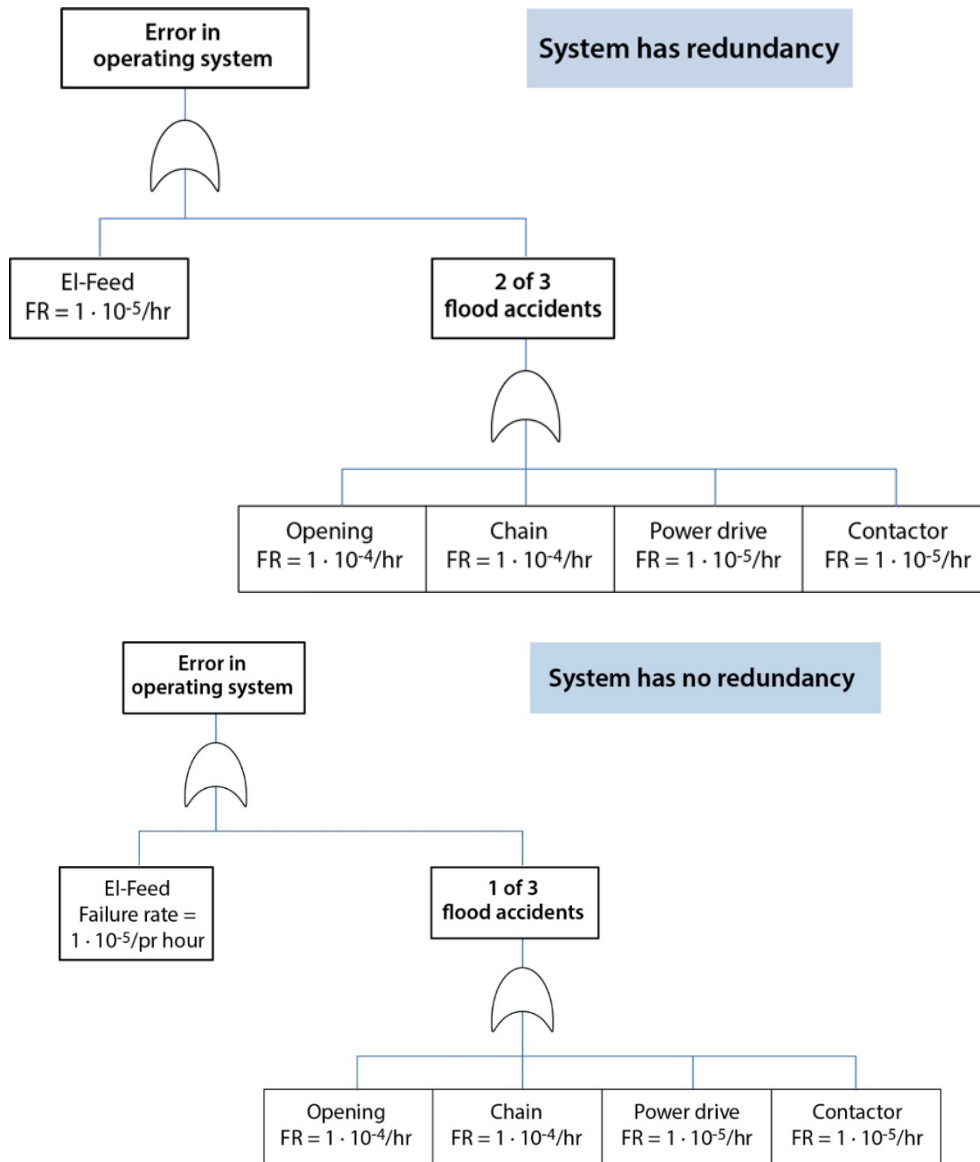 Error in
operating system
System has redundancy
El-Feed
FR = 1 · 10⁻⁵/hr
2 of 3
flood accidents
Opening
FR = 1 · 10⁻⁴/hr
Chain
FR = 1 · 10⁻⁴/hr
Power drive
FR = 1 · 10⁻⁵/hr
Contactor
FR = 1 · 10⁻⁵/hr
Error in
operating system
System has no redundancy
El-Feed
Failure rate =
1 · 10⁻⁵/pr hour
1 of 3
flood accidents
Opening
FR = 1 · 10⁻⁴/hr
Chain
FR = 1 · 10⁻⁴/hr
Power drive
FR = 1 · 10⁻⁵/hr
Contactor
FR = 1 · 10⁻⁵/hr